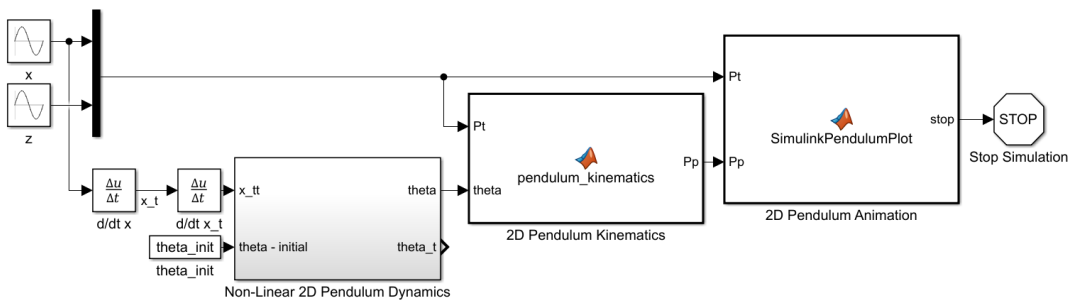 x
z
Δu
Δt
d/dt x
x_t
Δu
Δt
d/dt x_t
theta_init
theta_init
x_tt
theta - initial
theta
theta_t
Non-Linear 2D Pendulum Dynamics
Pt
theta
pendulum_kinematics
Pp
2D Pendulum Kinematics
Pt
Pp
SimulinkPendulumPlot
stop
2D Pendulum Animation
STOP
Stop Simulation